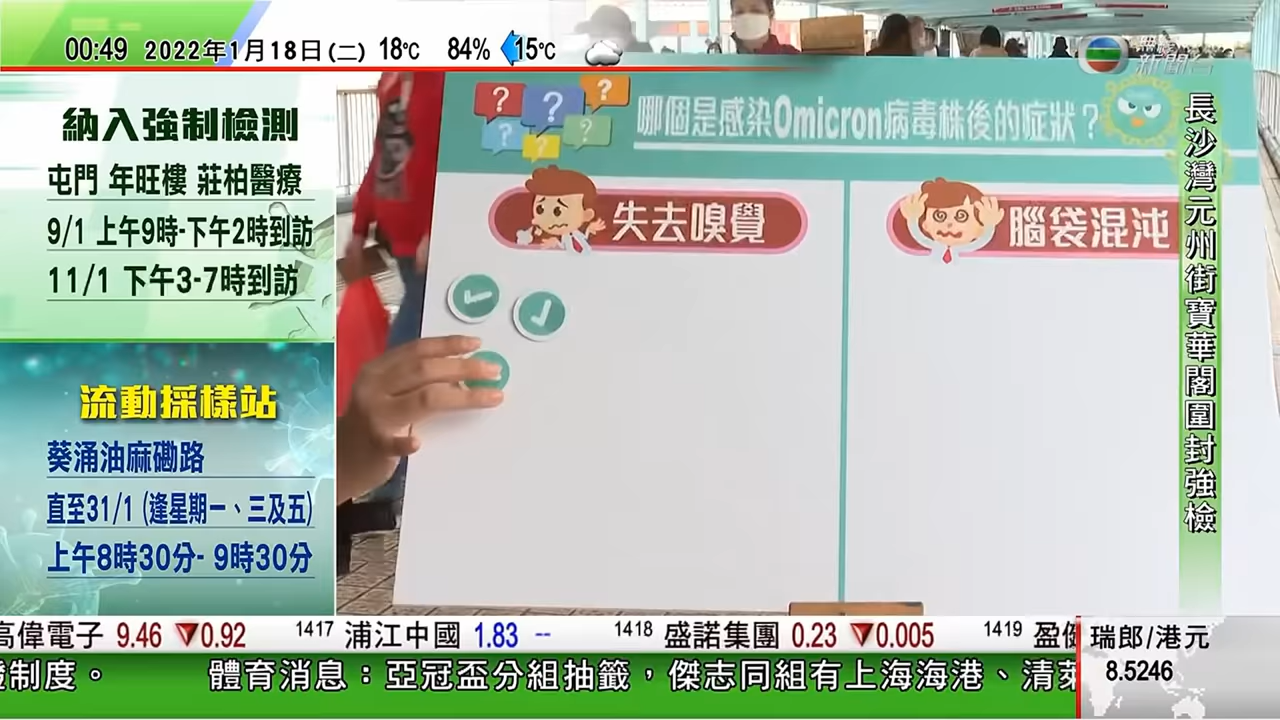 00:49 2022年1月18日(二) 18℃ 84% 15℃
無綫新聞台
納入強制檢測
屯門 年旺樓 莊柏醫療
9/1 上午9時-下午2時到訪
11/1 下午3-7時到訪
流動採樣站
葵涌油麻磡路
直至31/1 (逢星期一、三及五)
上午8時30分- 9時30分
哪個是感染Omicron病毒株後的症狀？
失去嗅覺
腦袋混沌
長沙灣元州街寶華閣圍封強檢
高偉電子 9.46 ▼0.92 1417 浦江中國 1.83 -- 1418 盛諾集團 0.23 ▼0.005 1419 盈健
瑞郎/港元
8.5246
制度。 體育消息：亞冠盃分組抽籤，傑志同組有上海海港、清萊